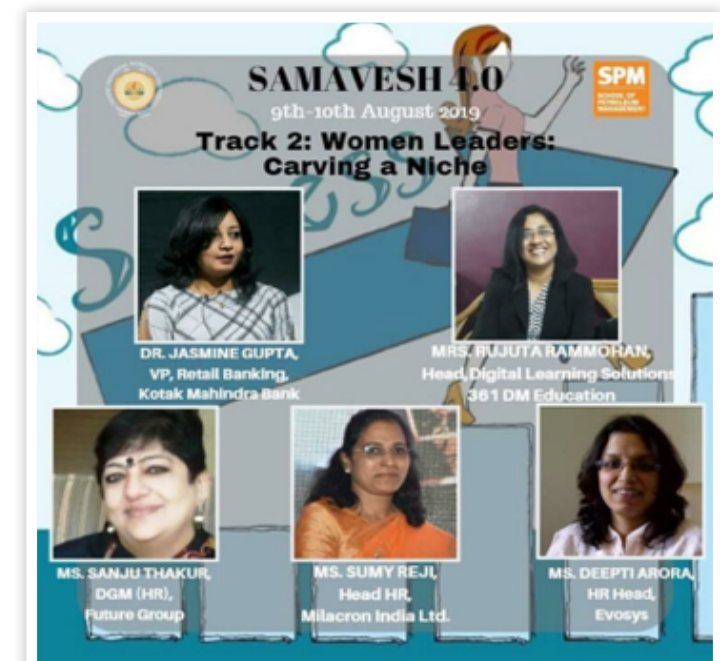 SAMAVESH 4.0
9th-10th August 2019
SPM
SCHOOL OF
PETROLEUM
MANAGEMENT
Track 2: Women Leaders:
Carving a Niche
Success
DR. JASMINE GUPTA,
VP, Retail Banking,
Kotak Mahindra Bank
MRS. RUJUTA RAMMOHAN,
Head, Digital Learning Solutions
361 DM Education
MS. SANJU THAKUR,
DGM (HR),
Future Group
MS. SUMY REJI,
Head HR,
Milacron India Ltd.
MS. DEEPTI ARORA,
HR Head,
Evosys